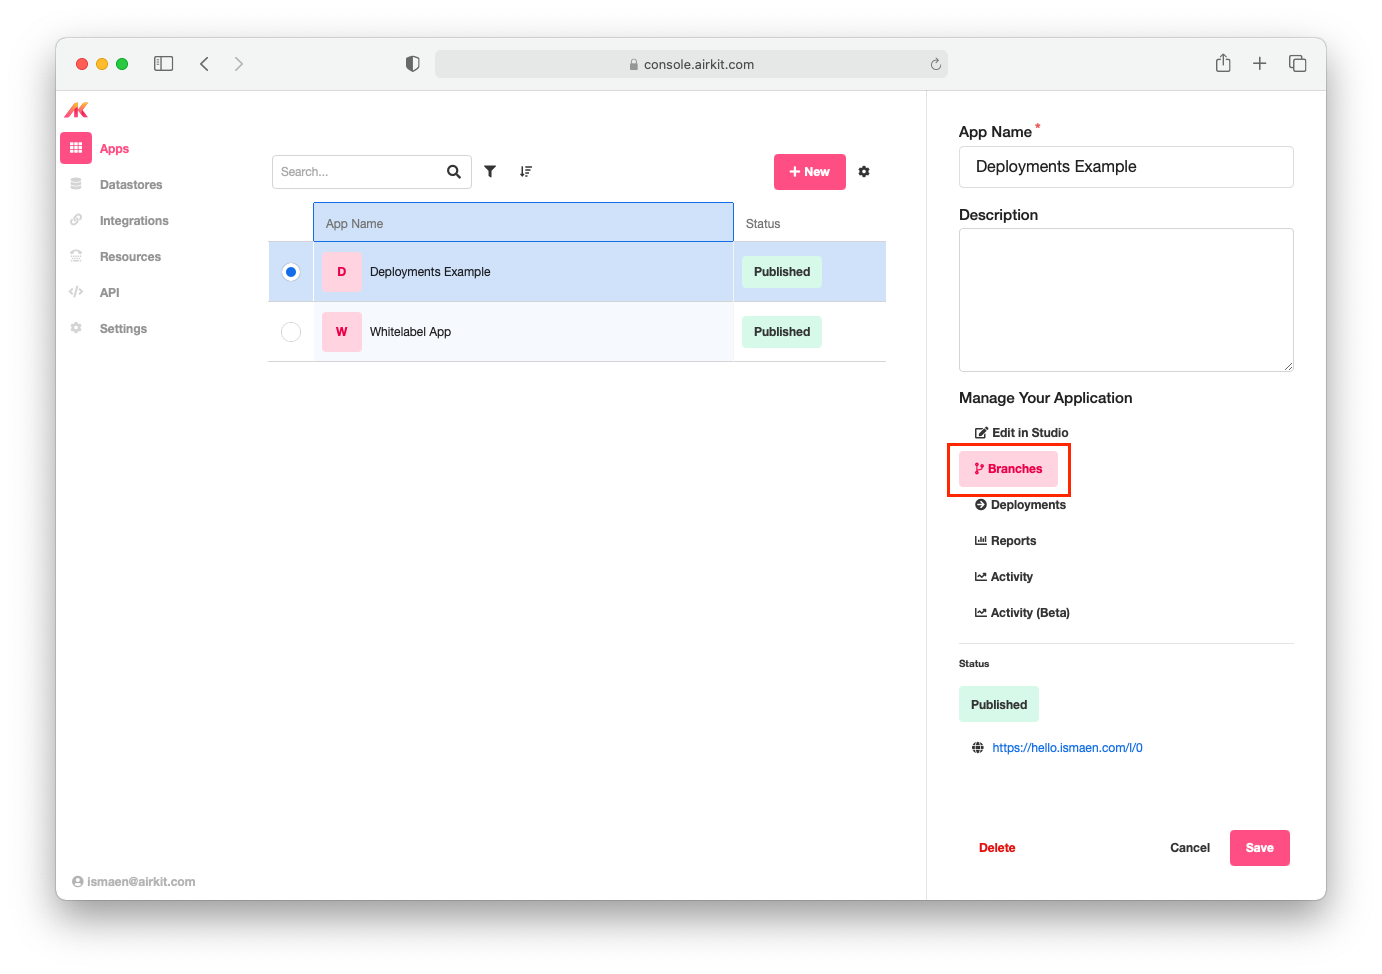 console.airkit.com
Apps
Datastores
Integrations
Resources
API
Settings
ismaen@airkit.com
Search...
New
App Name
Status
D
Deployments Example
Published
W
Whitelabel App
Published
App Name *
Deployments Example
Description
Manage Your Application
Edit in Studio
Branches
Deployments
Reports
Activity
Activity (Beta)
Status
Published
https://hello.ismaen.com/l/0
Delete
Cancel
Save